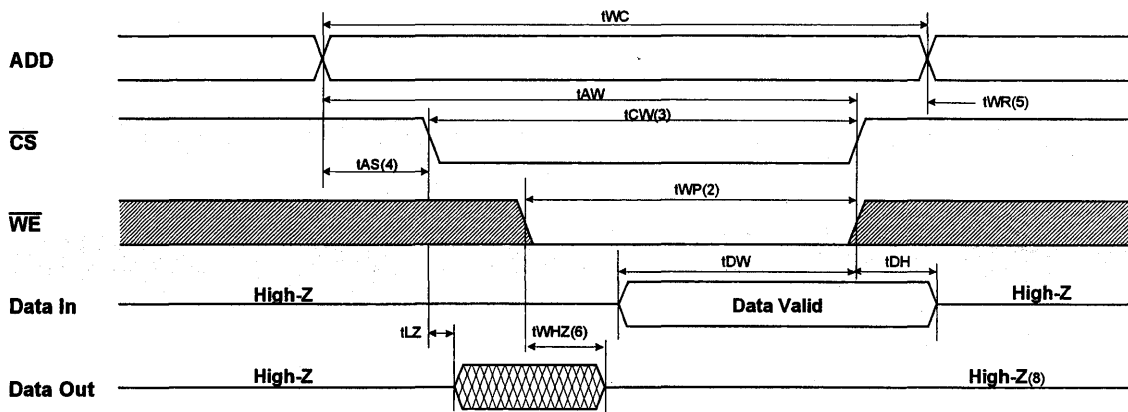 tWC
ADD
tAW
tWR(5)
tCW(3)
CS
tAS(4)
tWP(2)
WE
tDW
tDH
High-Z
High-Z
Data In
Data Valid
tLZ
tWHZ(6)
High-Z
High-Z(8)
Data Out